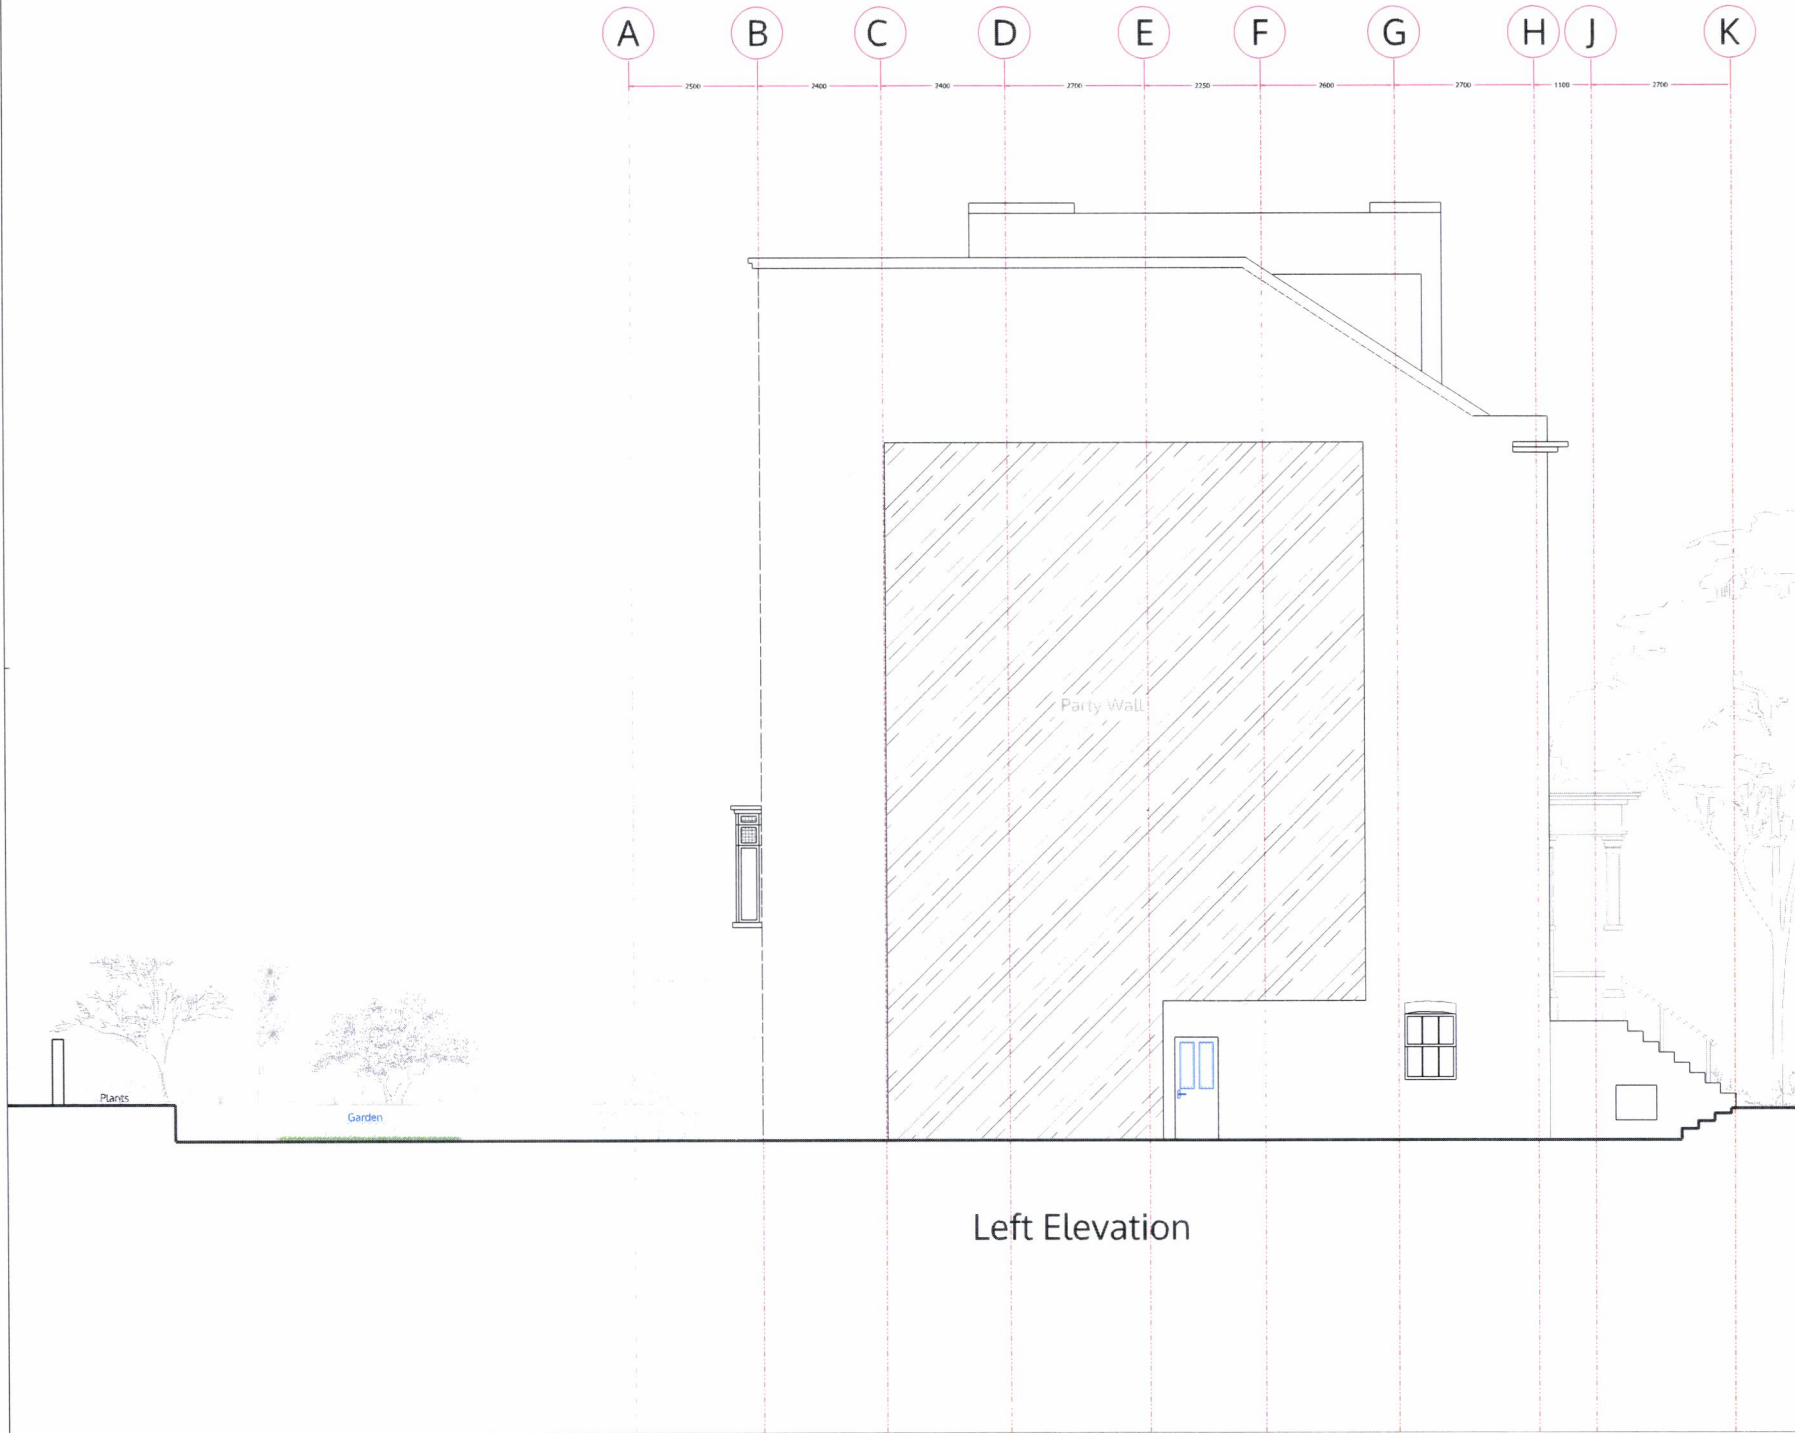 A B C D E F G H J K
2500 2400 2400 2700 2250 2600 2700 1100 2700
Party Wall
Plants
Garden
Left Elevation